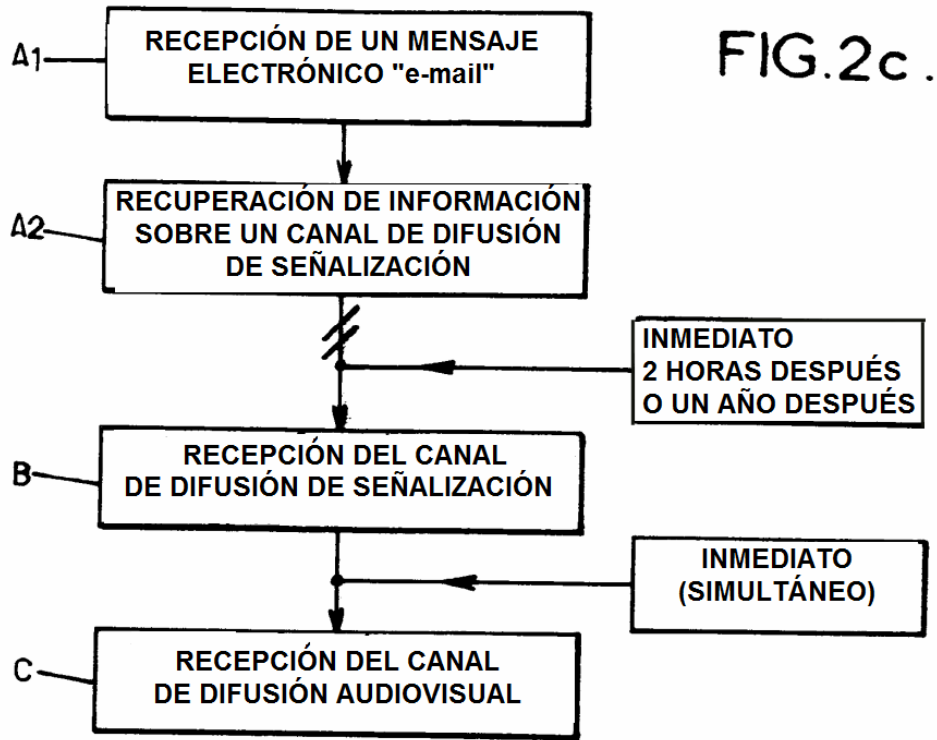 FIG.2c.
A1
RECEPCIÓN DE UN MENSAJE
ELECTRÓNICO "e-mail"
A2
RECUPERACIÓN DE INFORMACIÓN
SOBRE UN CANAL DE DIFUSIÓN
DE SEÑALIZACIÓN
INMEDIATO
2 HORAS DESPUÉS
O UN AÑO DESPUÉS
B
RECEPCIÓN DEL CANAL
DE DIFUSIÓN DE SEÑALIZACIÓN
INMEDIATO
(SIMULTÁNEO)
C
RECEPCIÓN DEL CANAL
DE DIFUSIÓN AUDIOVISUAL